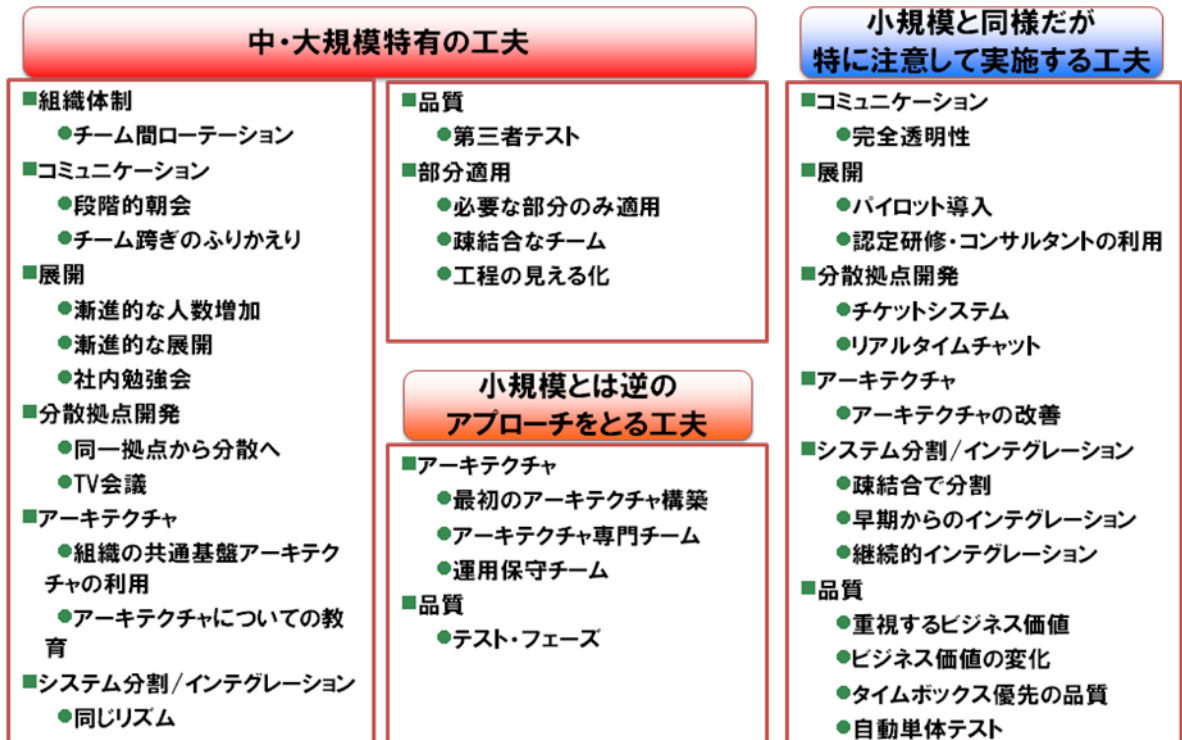 中・大規模特有の工夫
■組織体制
●チーム間ローテーション
■コミュニケーション
●段階的朝会
●チーム跨ぎのふりかえり
■展開
●漸進的な人数増加
●漸進的な展開
●社内勉強会
■分散拠点開発
●同一拠点から分散へ
●TV会議
■アーキテクチャ
●組織の共通基盤アーキテク
チャの利用
●アーキテクチャについての教
育
■システム分割/インテグレーション
●同じリズム
■品質
●第三者テスト
■部分適用
●必要な部分のみ適用
●疎結合なチーム
●工程の見える化
小規模とは逆の
アプローチをとる工夫
■アーキテクチャ
●最初のアーキテクチャ構築
●アーキテクチャ専門チーム
●運用保守チーム
■品質
●テスト・フェーズ
小規模と同様だが
特に注意して実施する工夫
■コミュニケーション
●完全透明性
■展開
●パイロット導入
●認定研修・コンサルタントの利用
■分散拠点開発
●チケットシステム
●リアルタイムチャット
■アーキテクチャ
●アーキテクチャの改善
■システム分割/インテグレーション
●疎結合で分割
●早期からのインテグレーション
●継続的インテグレーション
■品質
●重視するビジネス価値
●ビジネス価値の変化
●タイムボックス優先の品質
●自動単体テスト